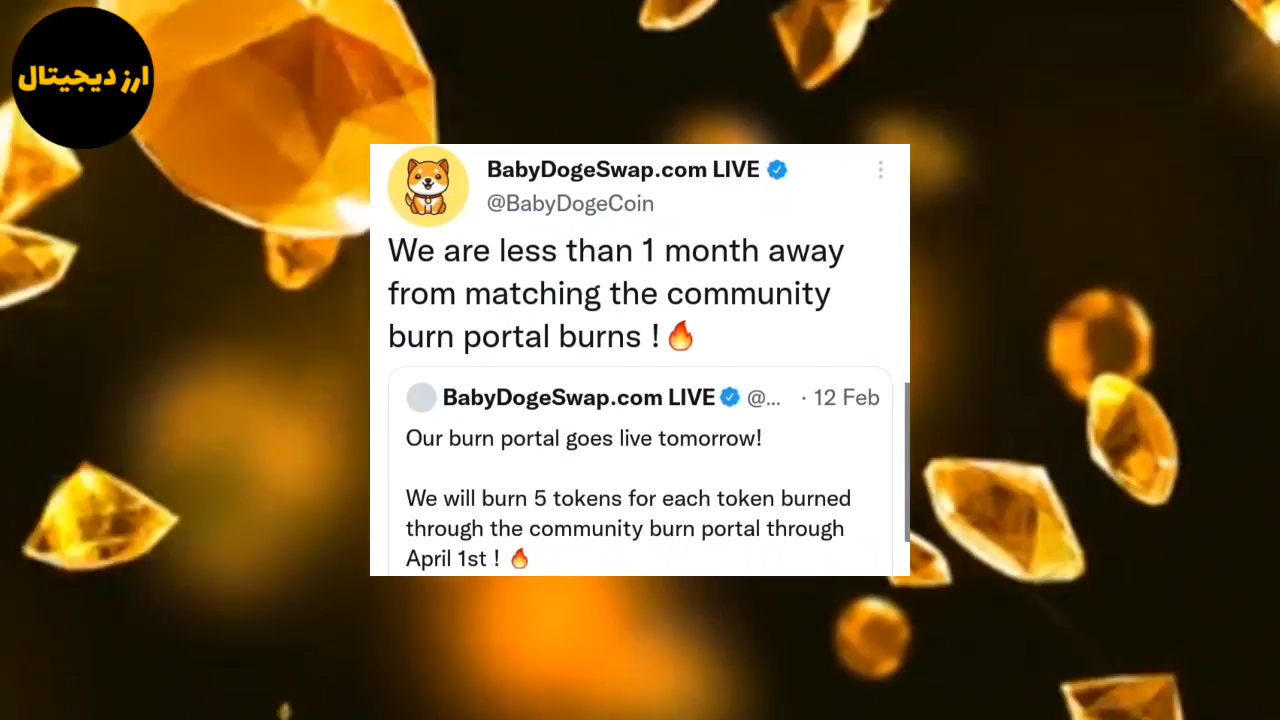 ارز دیجیتال
BabyDogeSwap.com LIVE
@BabyDogeCoin
We are less than 1 month away
from matching the community
burn portal burns !🔥
BabyDogeSwap.com LIVE @... · 12 Feb
Our burn portal goes live tomorrow!
We will burn 5 tokens for each token burned
through the community burn portal through
April 1st ! 🔥